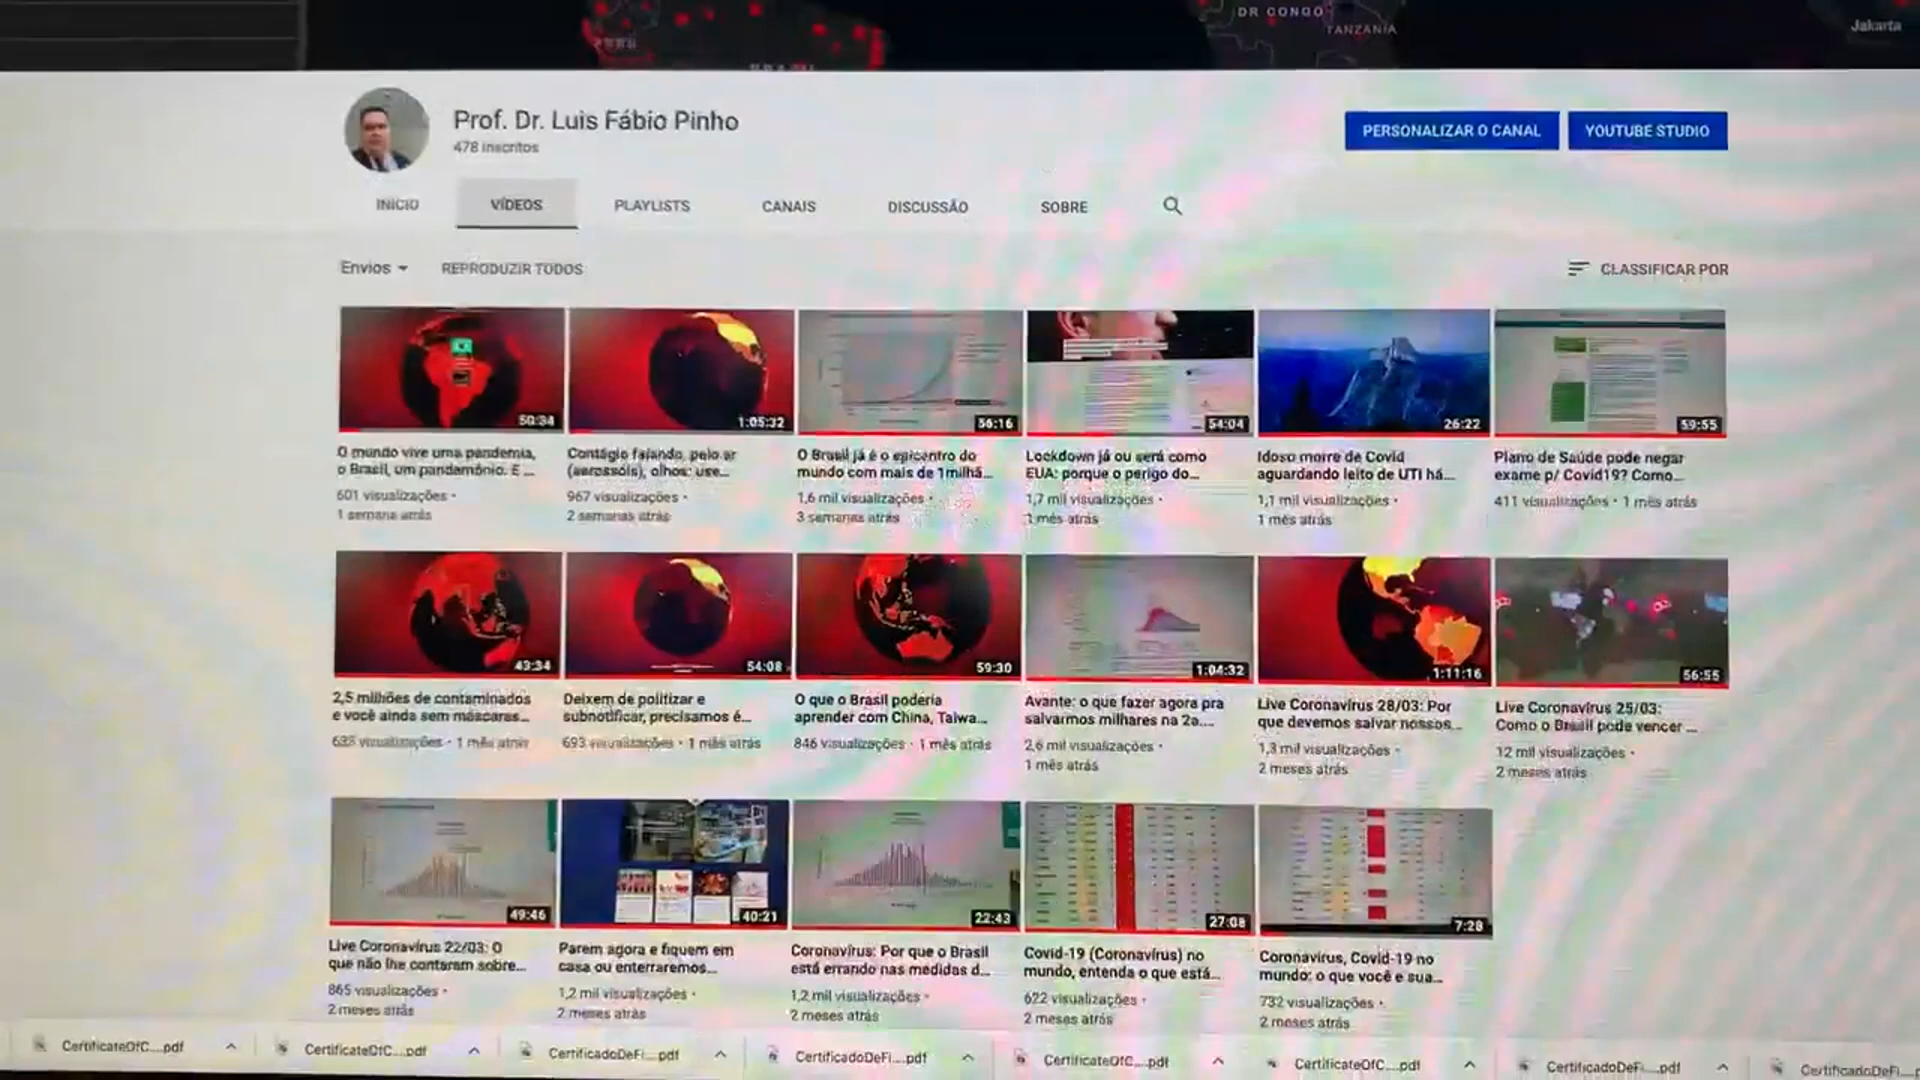 DR CONGO
TANZANIA
Jakarta
PERU
Prof. Dr. Luis Fábio Pinho
478 inscritos
PERSONALIZAR O CANAL
YOUTUBE STUDIO
INÍCIO
VÍDEOS
PLAYLISTS
CANAIS
DISCUSSÃO
SOBRE
Envios
REPRODUZIR TODOS
CLASSIFICAR POR
50:34
1:05:32
56:16
54:04
26:22
59:55
O mundo vive uma pandemia,
o Brasil, um pandemônio. E ...
601 visualizações •
1 semana atrás
Contágio falando, pelo ar
(aerossóis), olhos: use...
967 visualizações •
2 semanas atrás
O Brasil já é o epicentro do
mundo com mais de 1milhã...
1,6 mil visualizações •
3 semanas atrás
Lockdown já ou será como
EUA: porque o perigo do...
1,7 mil visualizações •
1 mês atrás
Idoso morre de Covid
aguardando leito de UTI há...
1,1 mil visualizações •
1 mês atrás
Plano de Saúde pode negar
exame p/ Covid19? Como...
411 visualizações • 1 mês atrás
43:34
54:08
59:30
1:04:32
1:11:16
56:55
2,5 milhões de contaminados
e você ainda sem máscaras...
visualizações • 1 mês atrás
Deixem de politizar e
subnotificar, precisamos é...
693 visualizações • 1 mês atrás
O que o Brasil poderia
aprender com China, Taiwa...
846 visualizações • 1 mês atrás
Avante: o que fazer agora pra
salvarmos milhares na 2a....
2,6 mil visualizações •
1 mês atrás
Live Coronavírus 28/03: Por
que devemos salvar nossos...
1,3 mil visualizações •
2 meses atrás
Live Coronavírus 25/03:
Como o Brasil pode vencer ...
12 mil visualizações •
2 meses atrás
49:46
40:21
22:43
27:08
7:28
Live Coronavírus 22/03: O
que não lhe contaram sobre...
865 visualizações •
2 meses atrás
Parem agora e fiquem em
casa ou enterraremos...
1,2 mil visualizações •
2 meses atrás
Coronavírus: Por que o Brasil
está errando nas medidas d...
1,2 mil visualizações •
2 meses atrás
Covid-19 (Coronavírus) no
mundo, entenda o que está...
622 visualizações •
2 meses atrás
Coronavirus, Covid-19 no
mundo: o que você e sua...
732 visualizações •
2 meses atrás
CertificateOfC....pdf
CertificateOfC....pdf
CertificadoDeFi....pdf
CertificadoDeFi....pdf
CertificateOfC....pdf
CertificateOfC....pdf
CertificadoDeFi....pdf
CertificadoDeFi....p